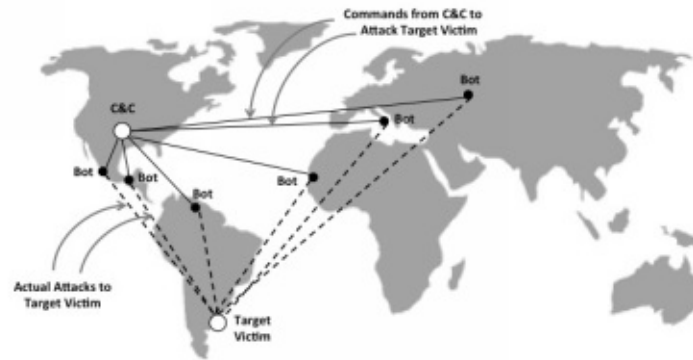 Commands from C&C to
Attack Target Victim
Bot
C&C
Bot
Bot
Bot
Bot
Bot
Actual Attacks to
Target Victim
Target
Victim